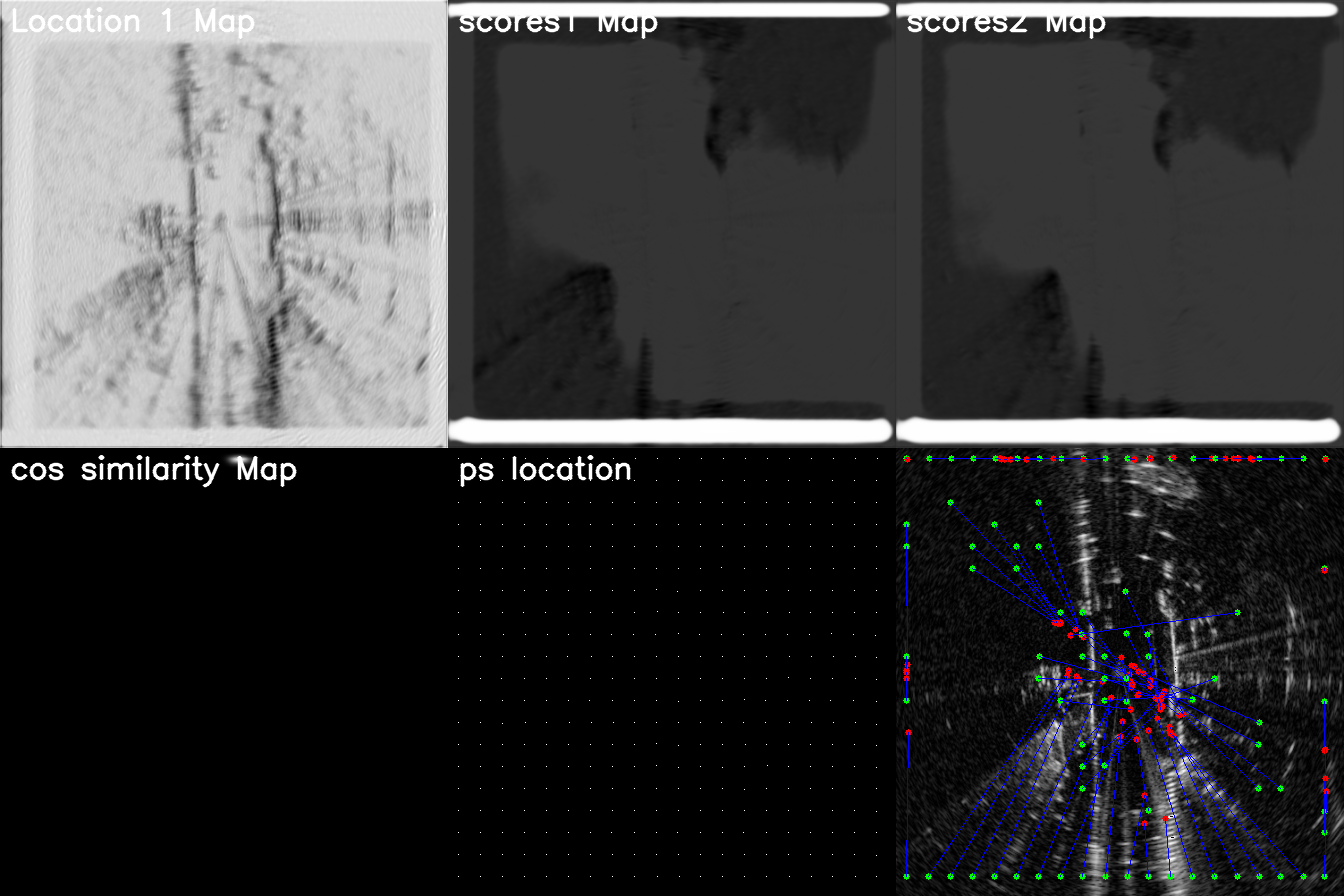 Location 1 Map
scores1 Map
scores2 Map
cos similarity Map
ps location